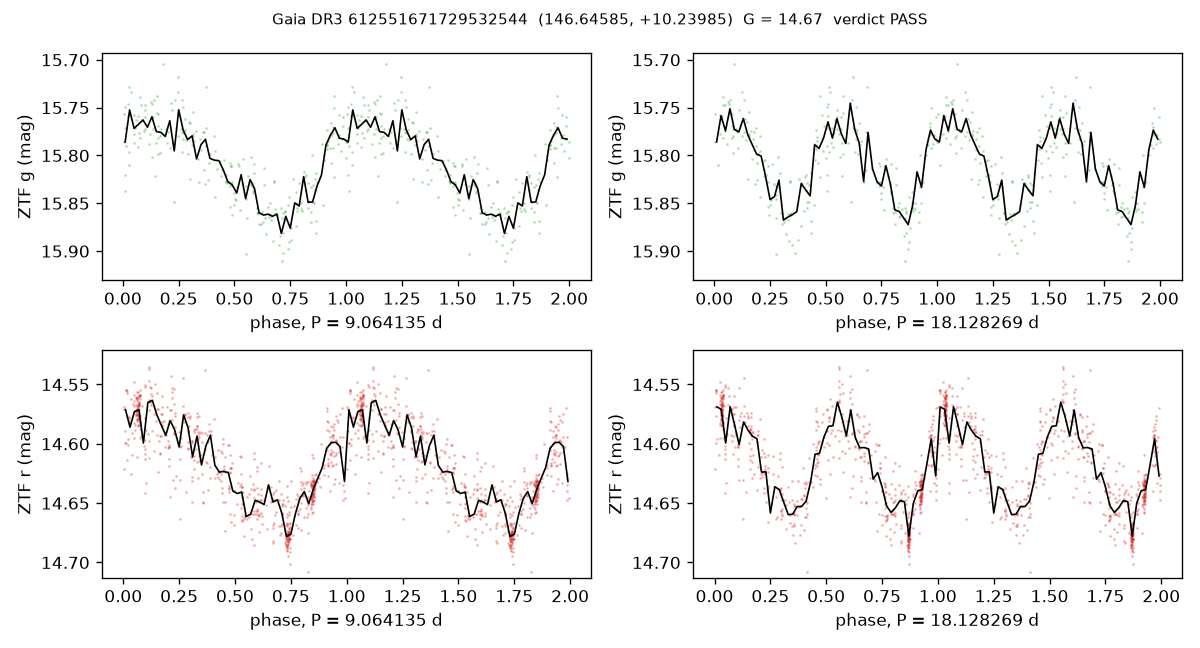 Gaia DR3 612551671729532544 (146.64585, +10.23985) G = 14.67 verdict PASS
ZTF g (mag)
15.70
15.75
15.80
15.85
15.90
0.00 0.25 0.50 0.75 1.00 1.25 1.50 1.75 2.00
phase, P = 9.064135 d
ZTF g (mag)
15.70
15.75
15.80
15.85
15.90
0.00 0.25 0.50 0.75 1.00 1.25 1.50 1.75 2.00
phase, P = 18.128269 d
ZTF r (mag)
14.55
14.60
14.65
14.70
0.00 0.25 0.50 0.75 1.00 1.25 1.50 1.75 2.00
phase, P = 9.064135 d
ZTF r (mag)
14.55
14.60
14.65
14.70
0.00 0.25 0.50 0.75 1.00 1.25 1.50 1.75 2.00
phase, P = 18.128269 d